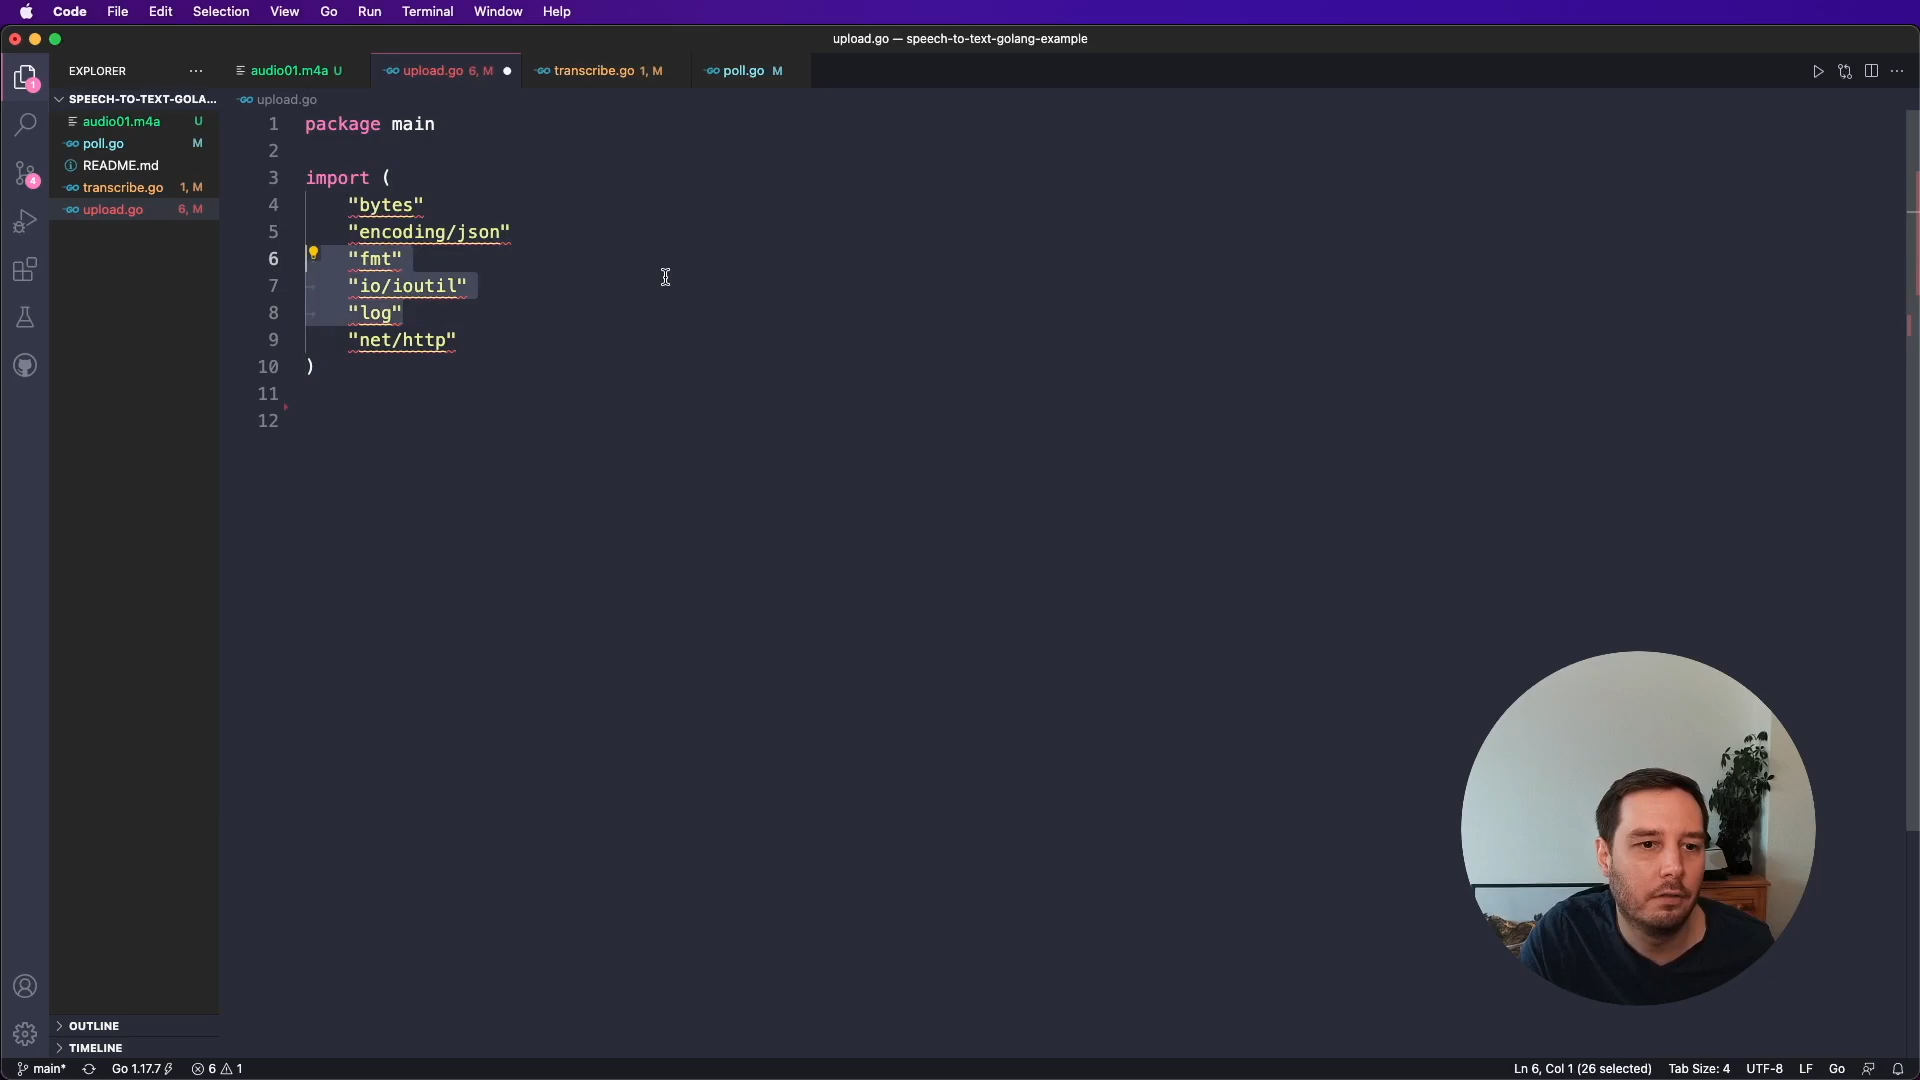 Code File Edit Selection View Go Run Terminal Window Help
upload.go — speech-to-text-golang-example
EXPLORER ···
audio01.m4a U
upload.go 6, M
transcribe.go 1, M
poll.go M
SPEECH-TO-TEXT-GOLA...
upload.go
audio01.m4a U
poll.go M
README.md
transcribe.go 1, M
upload.go 6, M
1
4
1 package main
2
3 import (
4 "bytes"
5 "encoding/json"
6 "fmt"
7 "io/ioutil"
8 "log"
9 "net/http"
10 )
11
12
OUTLINE
TIMELINE
main* Go 1.17.7 6 1
Ln 6, Col 1 (26 selected) Tab Size: 4 UTF-8 LF Go